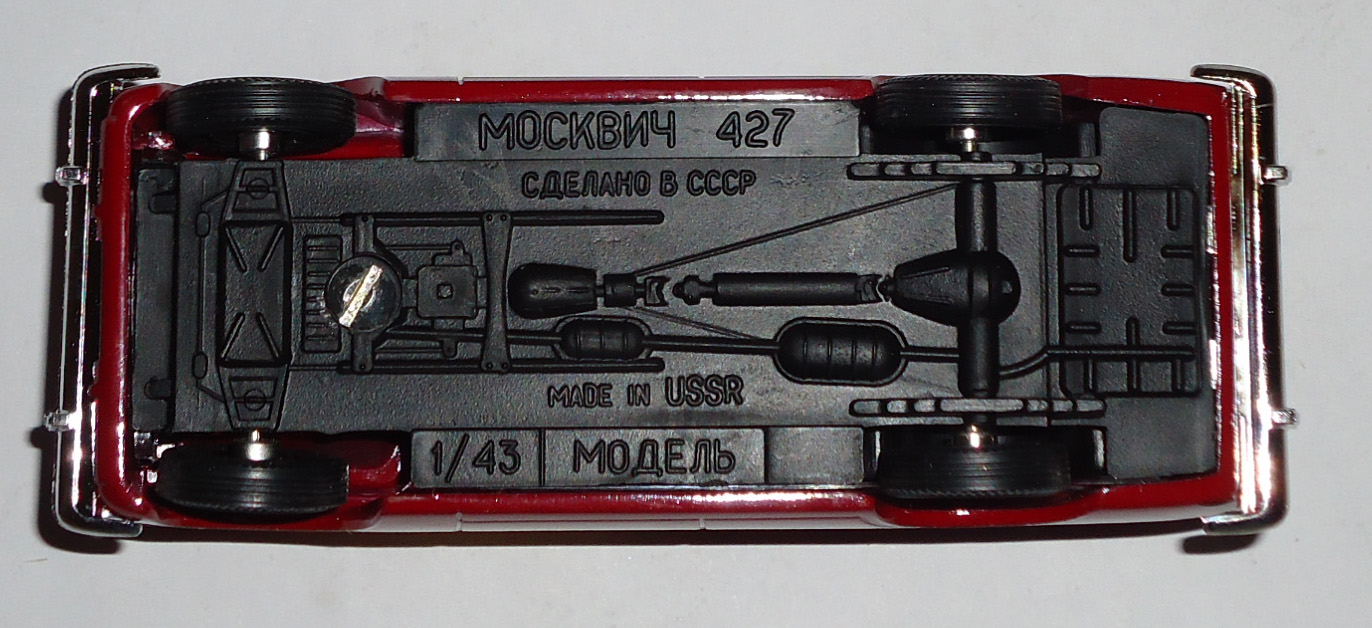 МОСКВИЧ 427
СДЕЛАНО В СССР
MADE IN USSR
1/43 МОДЕЛЬ